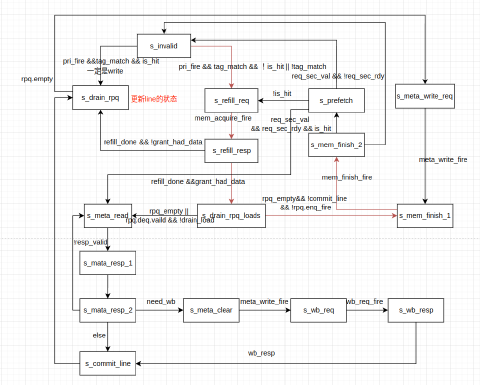 s_invalid
pri_fire &&tag_match && is_hit
一定是write
pri_fire && tag_match && ! is_hit || !tag_match
rpq.empty
req_sec_val && !req_sec_rdy
s_drain_rpq
更新line的状态
!is_hit
s_refill_req
s_prefetch
s_meta_write_req
mem_acquire_fire
req_sec_val
&& req_sec_rdy && is_hit
refill_done && !grant_had_data
s_refill_resp
s_mem_finish_2
meta_write_fire
mem_finish_fire
refill_done &&grant_had_data
rpq_empty&& !commit_line
&& !rpq.enq_fire
s_meta_read
rpq_empty ||
rpq.deq.vaild && !drain_load
s_drain_rpq_loads
s_mem_finish_1
!resp_valid
s_mata_resp_1
s_mata_resp_2
need_wb
s_meta_clear
meta_write_fire
s_wb_req
wb_req_fire
s_wb_resp
else
wb_resp
s_commit_line